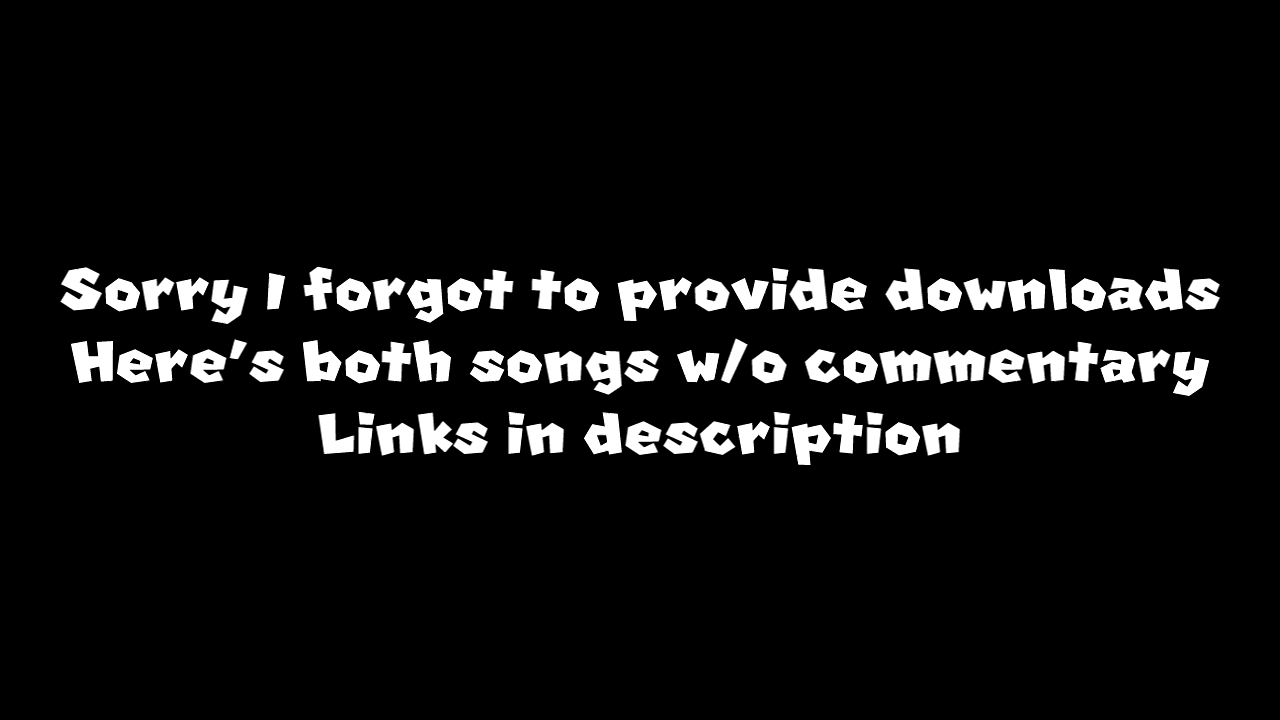 Sorry I forgot to provide downloads
Here's both songs w/o commentary
Links in description